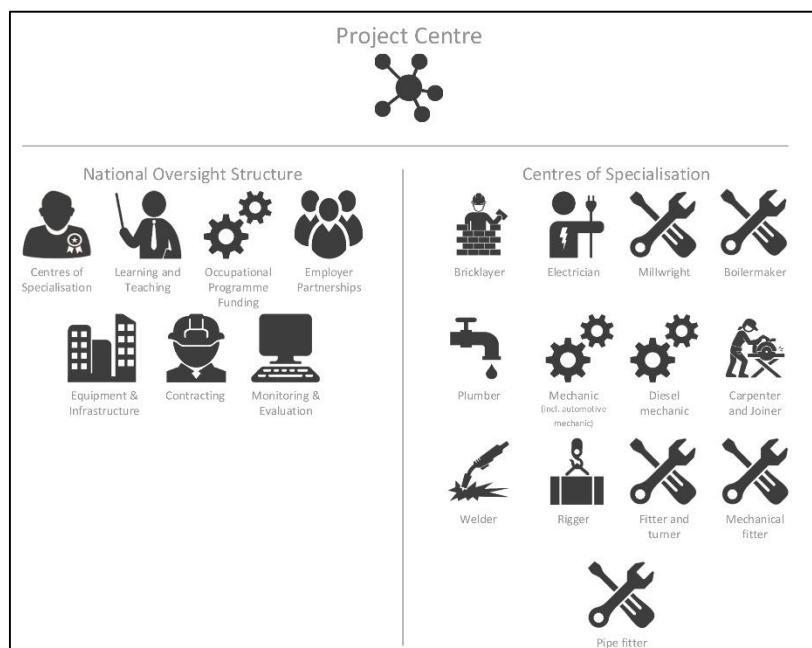 Project Centre
National Oversight Structure
Centres of
Specialisation
Learning and
Teaching
Occupational
Programme
Funding
Employer
Partnerships
Equipment &
Infrastructure
Contracting
Monitoring &
Evaluation
Centres of Specialisation
Bricklayer
Electrician
Millwright
Boilermaker
Plumber
Mechanic
(incl. automotive
mechanic)
Diesel
mechanic
Carpenter
and Joiner
Welder
Rigger
Fitter and
turner
Mechanical
fitter
Pipe fitter